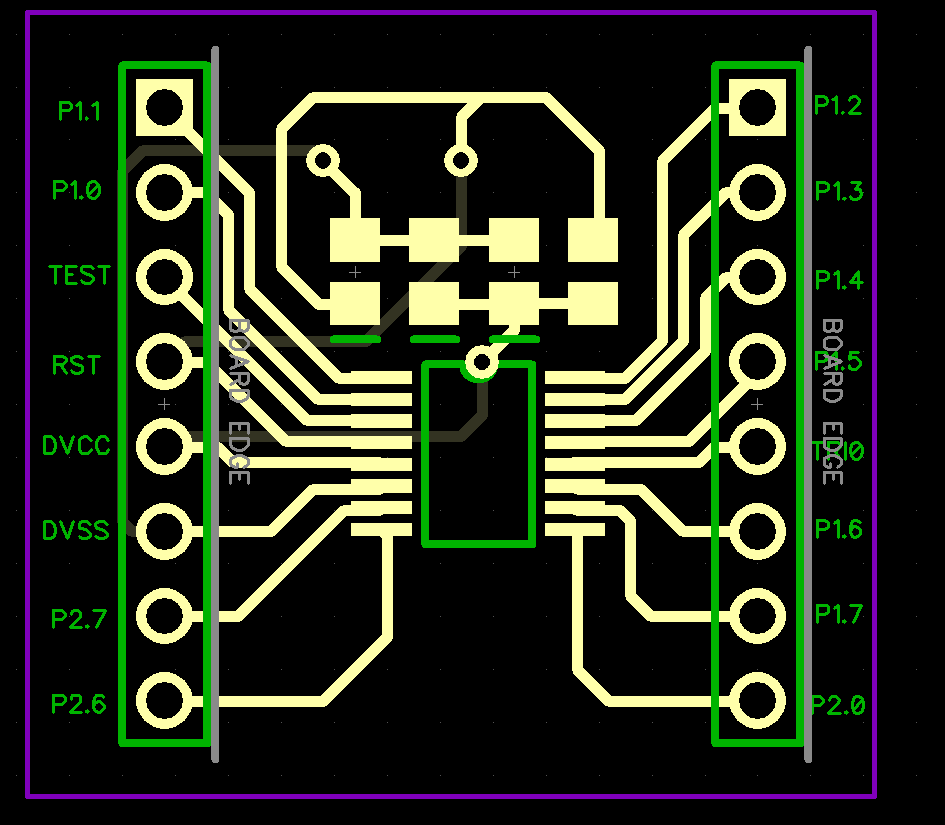 P1.1
P1.0
TEST
RST
DVCC
DVSS
P2.7
P2.6
BOARD EDGE
P1.2
P1.3
P1.4
P1.5
P1.6
P1.7
P2.0
BOARD EDGE